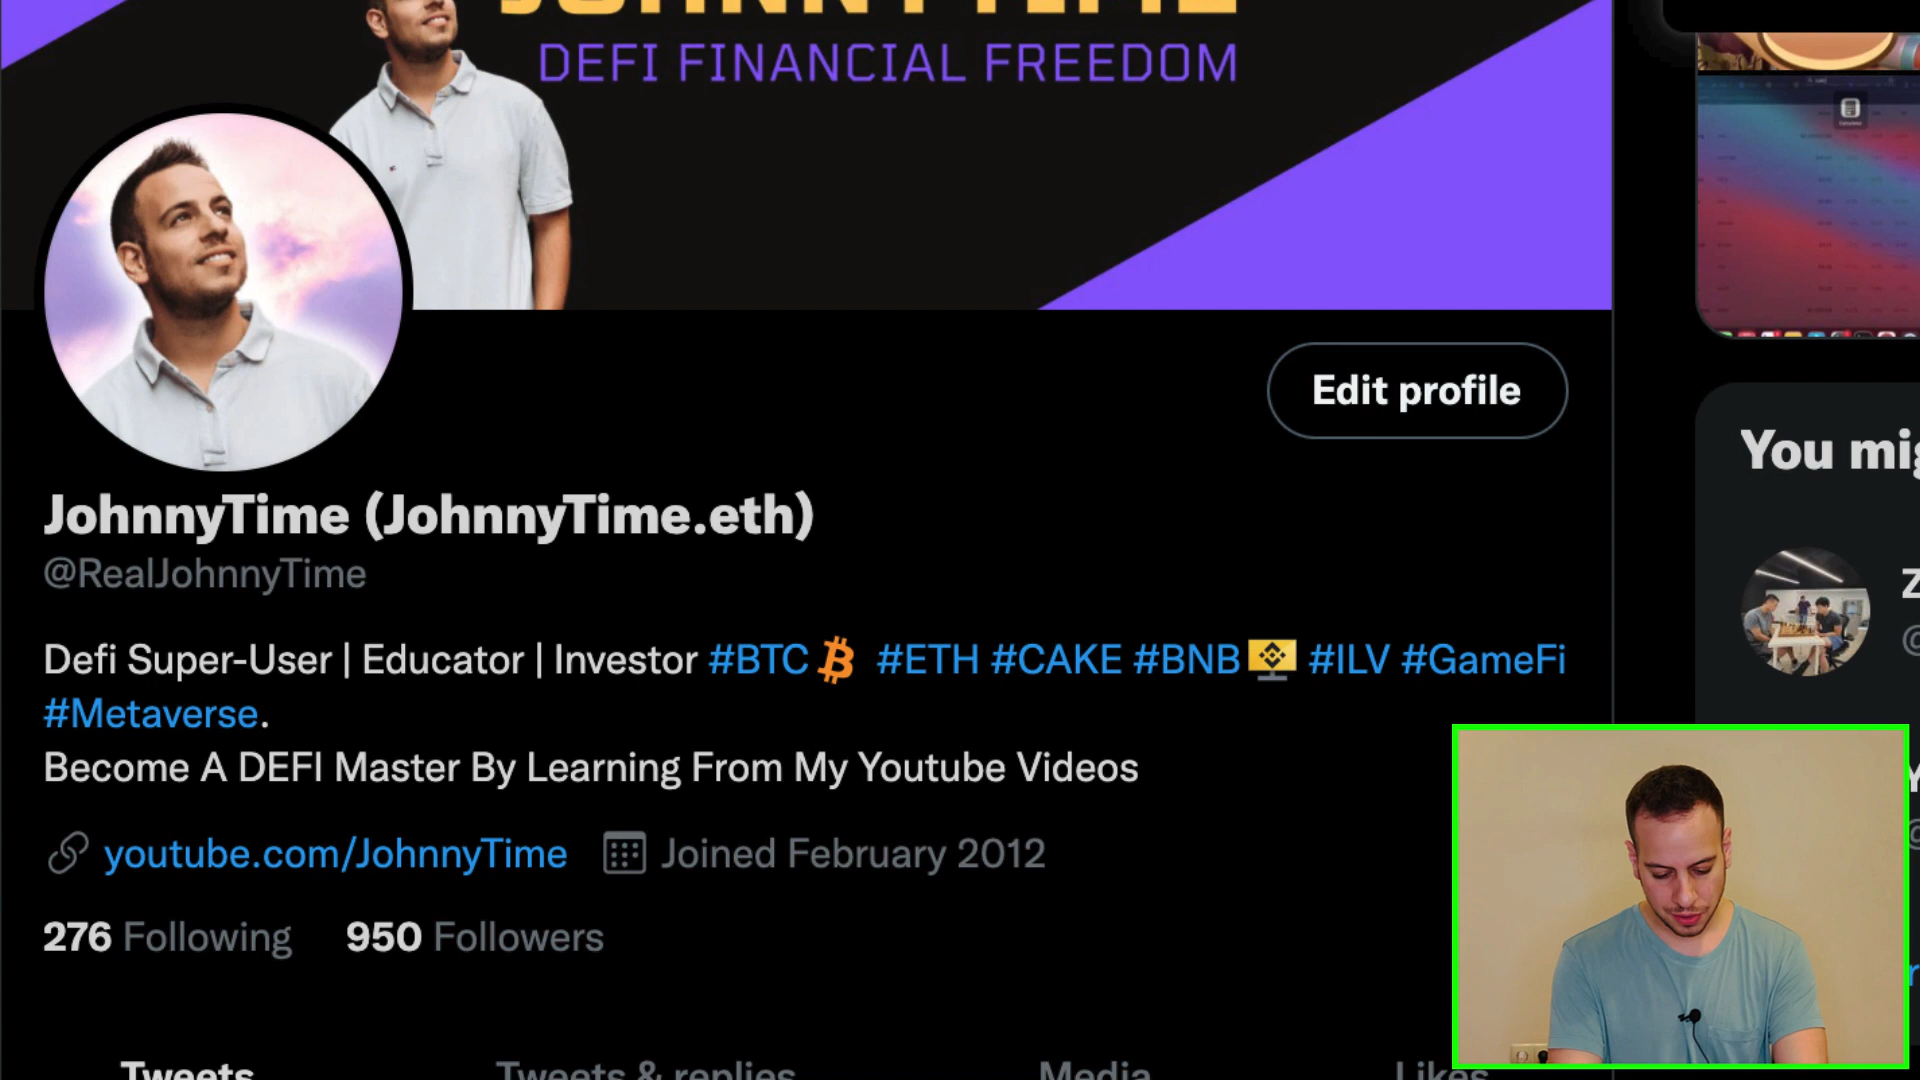 JOHNNYTIME
DEFI FINANCIAL FREEDOM
Edit profile
JohnnyTime (JohnnyTime.eth)
@RealJohnnyTime
Defi Super-User | Educator | Investor #BTC #ETH #CAKE #BNB #ILV #GameFi
#Metaverse.
Become A DEFI Master By Learning From My Youtube Videos
youtube.com/JohnnyTime Joined February 2012
276 Following 950 Followers
Tweets Tweets & replies Media Likes
You